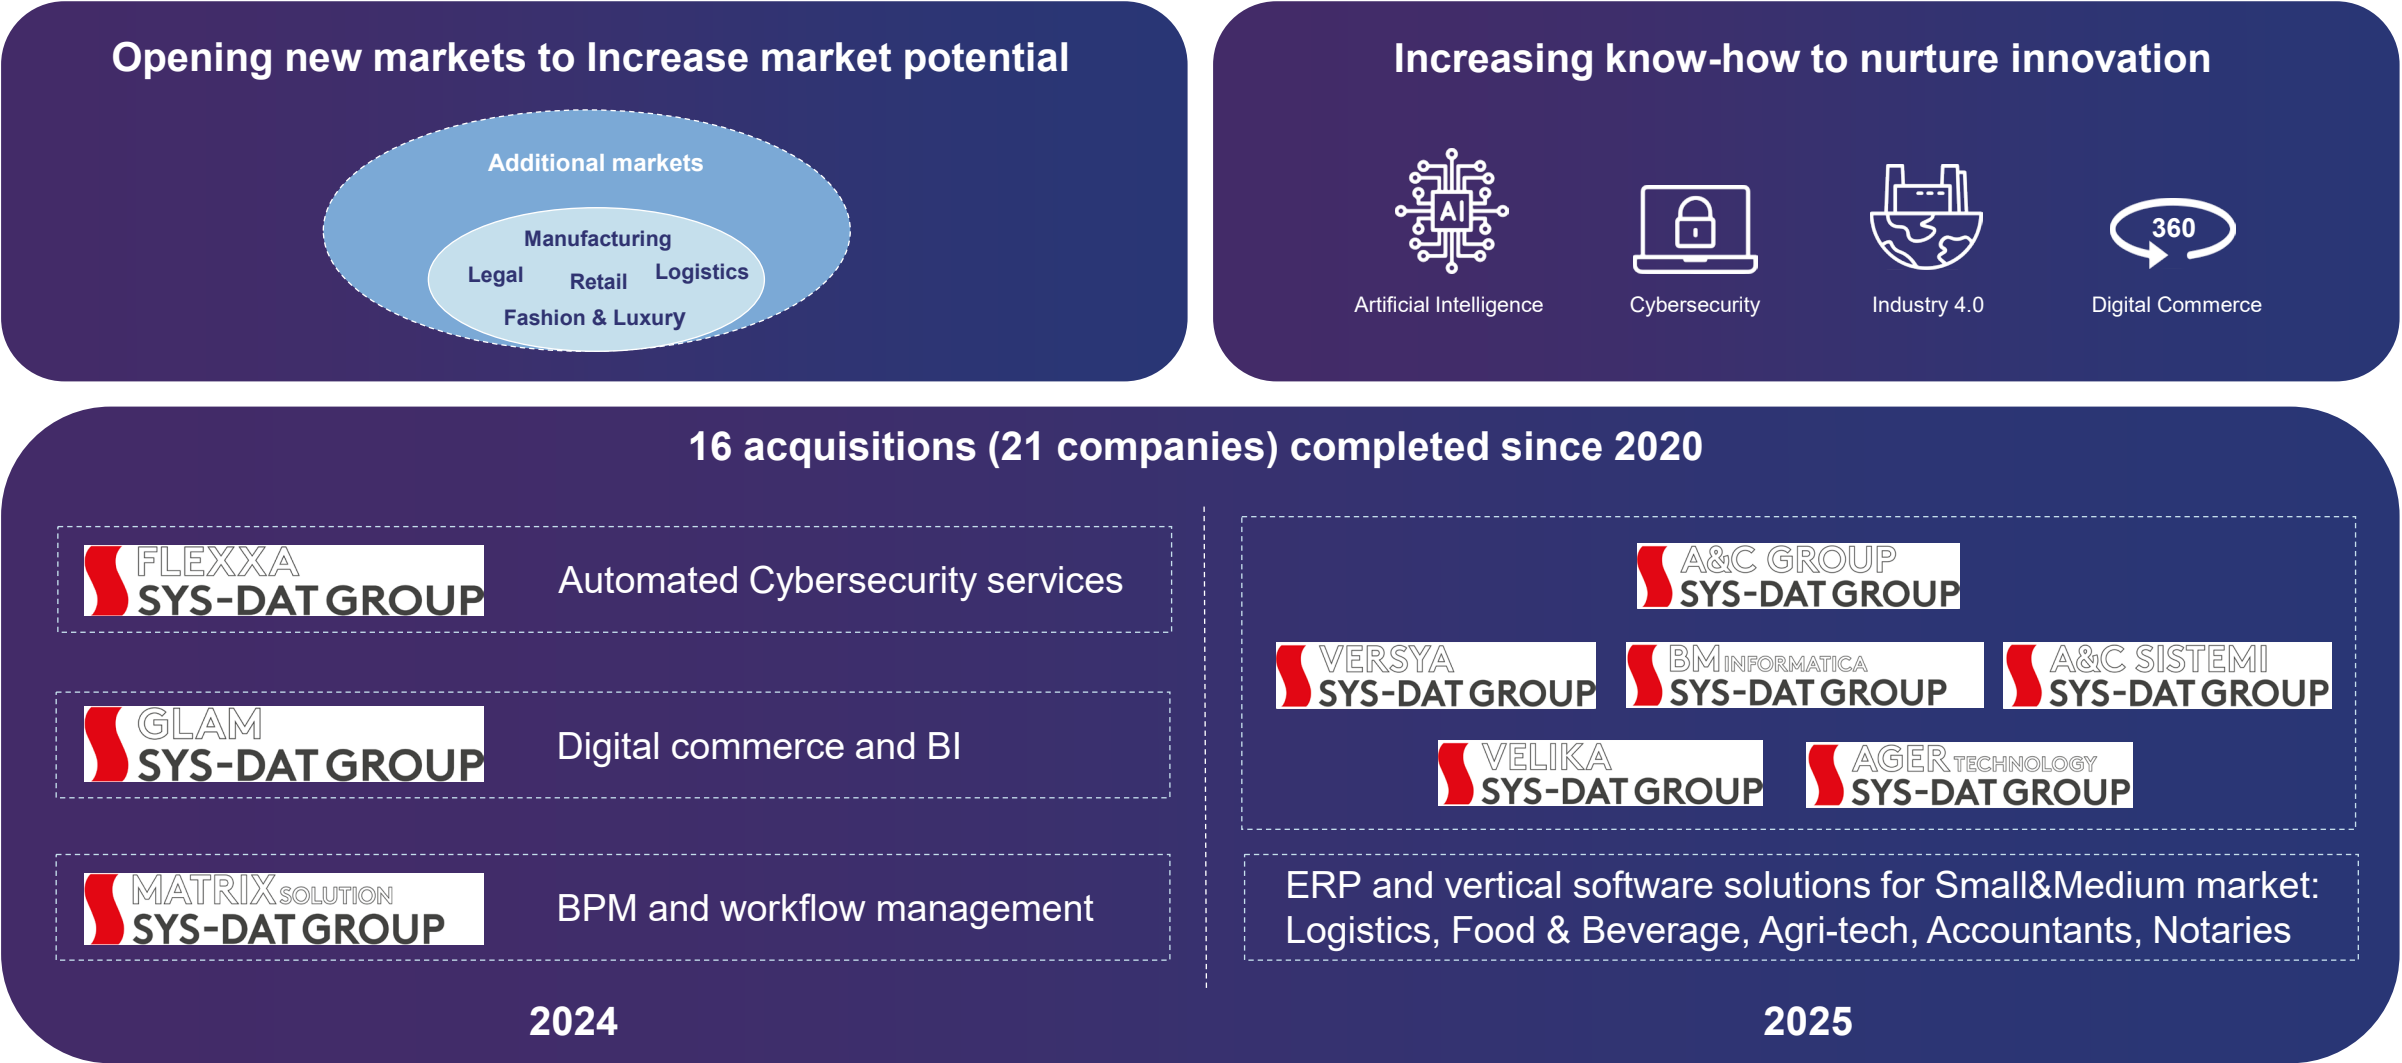 Opening new markets to Increase market potential
Additional markets
Manufacturing
Legal Retail Logistics
Fashion & Luxury
Increasing know-how to nurture innovation
AI
360
Artificial Intelligence
Cybersecurity
Industry 4.0
Digital Commerce
16 acquisitions (21 companies) completed since 2020
FLEXXA
SYS-DAT GROUP
Automated Cybersecurity services
GLAM
SYS-DAT GROUP
Digital commerce and BI
MATRIX SOLUTION
SYS-DAT GROUP
BPM and workflow management
2024
A&C GROUP
SYS-DAT GROUP
VERSYA
SYS-DAT GROUP
BM INFORMATICA
SYS-DAT GROUP
A&C SISTEMI
SYS-DAT GROUP
VELIKA
SYS-DAT GROUP
AGER TECHNOLOGY
SYS-DAT GROUP
ERP and vertical software solutions for Small&Medium market:
Logistics, Food & Beverage, Agri-tech, Accountants, Notaries
2025